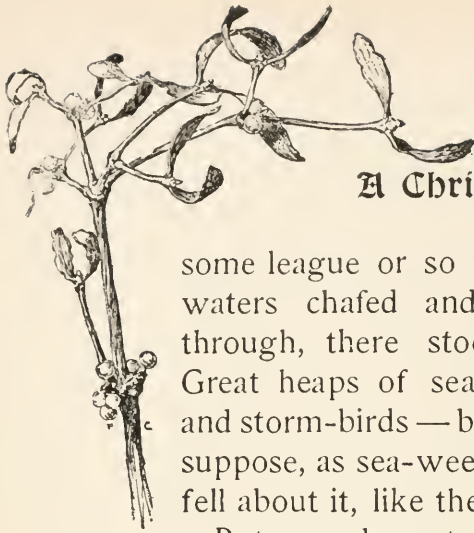 A Chri
some league or so
waters chafed and
through, there stoo
Great heaps of sea
and storm-birds — b
suppose, as sea-wee
fell about it, like the